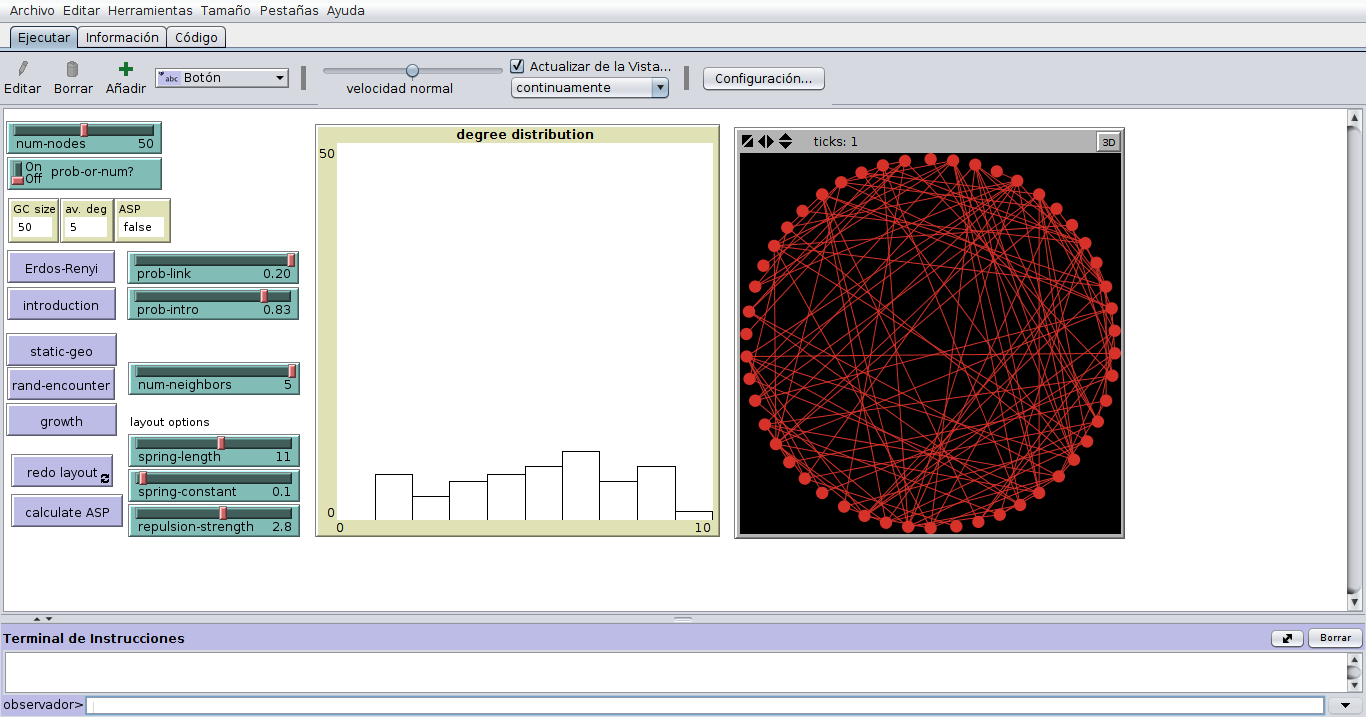 Archivo Editar Herramientas Tamaño Pestañas Ayuda
Ejecutar Información Código
Editar Borrar Añadir abc Botón velocidad normal Actualizar de la Vista... continuamente Configuración...
num-nodes 50
On
Off prob-or-num?
GC size av. deg ASP
50 5 false
Erdos-Renyi prob-link 0.20
introduction prob-intro 0.83
static-geo
rand-encounter num-neighbors 5
growth layout options
spring-length 11
redo layout spring-constant 0.1
calculate ASP repulsion-strength 2.8
degree distribution
50
0
0 10
ticks: 1 3D
Terminal de Instrucciones Borrar
observador>